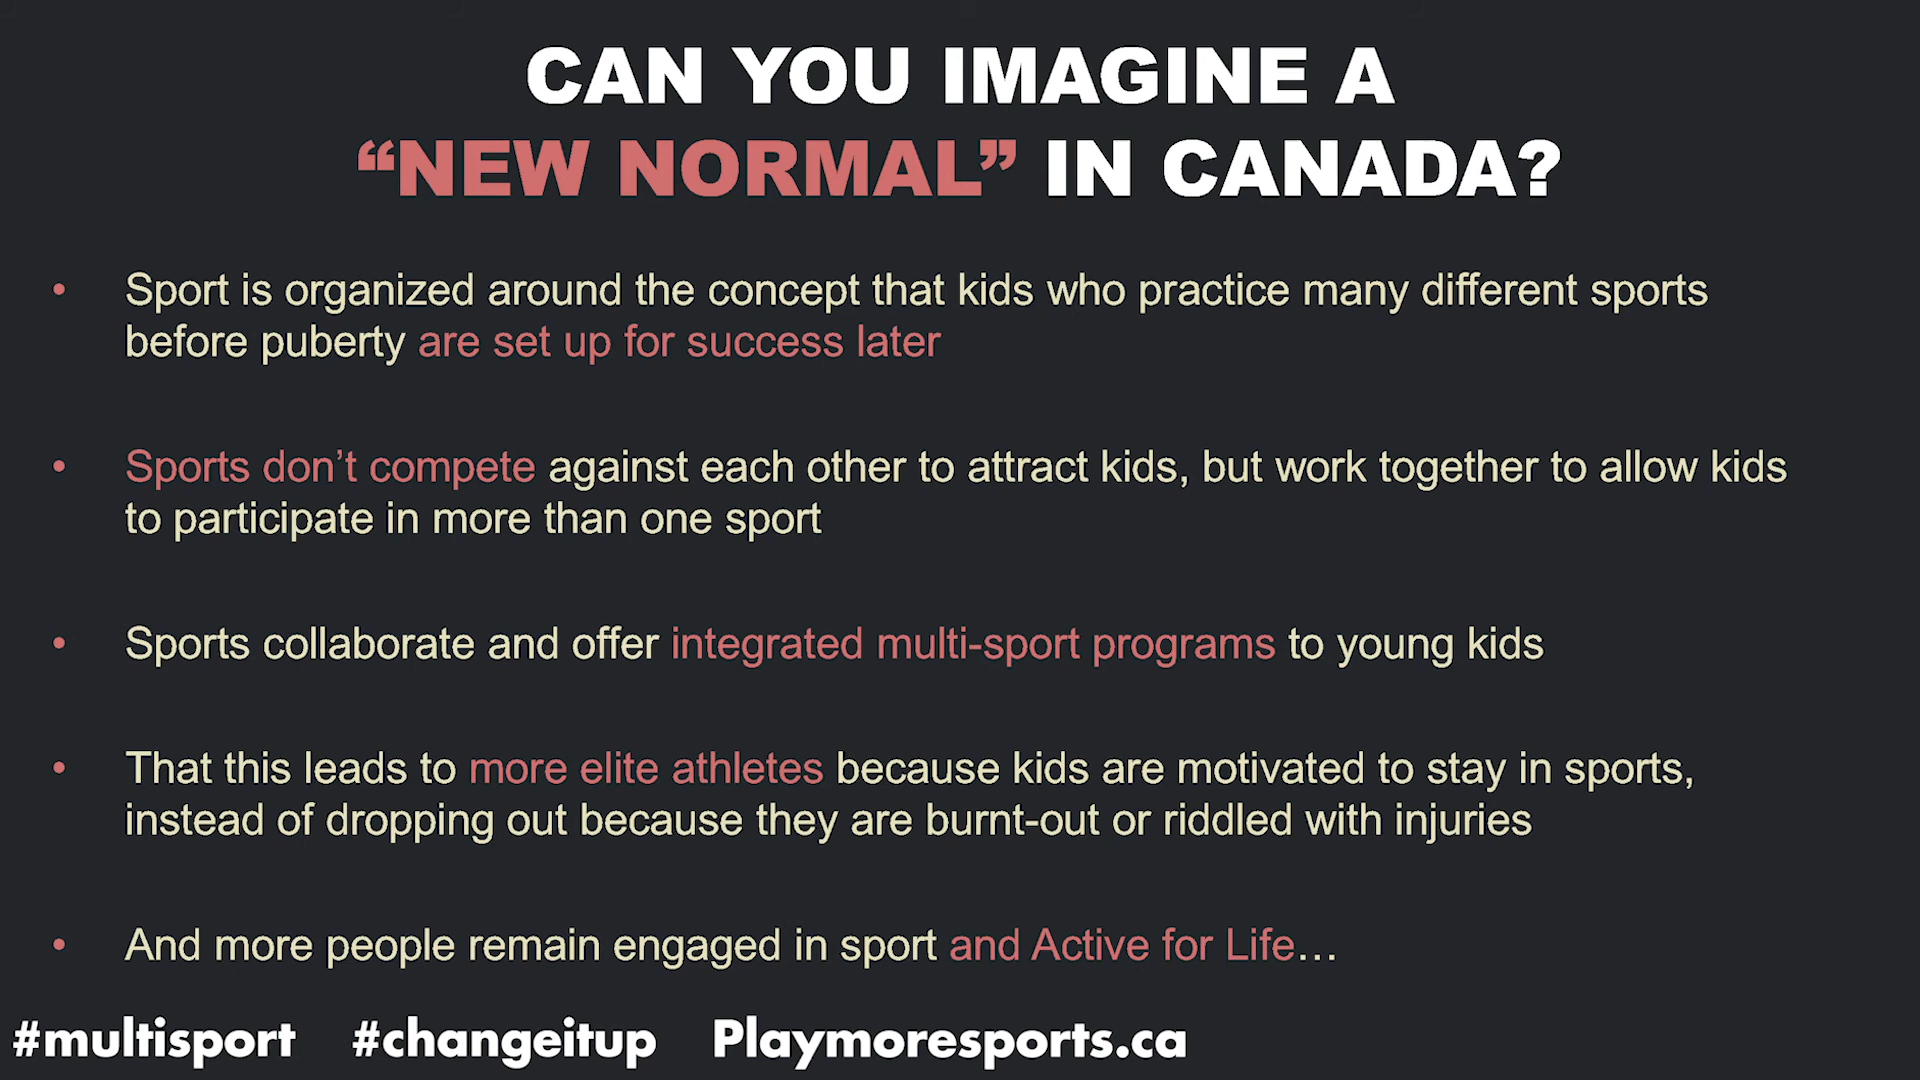 CAN YOU IMAGINE A
“NEW NORMAL” IN CANADA?
• Sport is organized around the concept that kids who practice many different sports
before puberty are set up for success later
• Sports don’t compete against each other to attract kids, but work together to allow kids
to participate in more than one sport
• Sports collaborate and offer integrated multi-sport programs to young kids
• That this leads to more elite athletes because kids are motivated to stay in sports,
instead of dropping out because they are burnt-out or riddled with injuries
• And more people remain engaged in sport and Active for Life…
#multisport #changeitup Playmoresports.ca